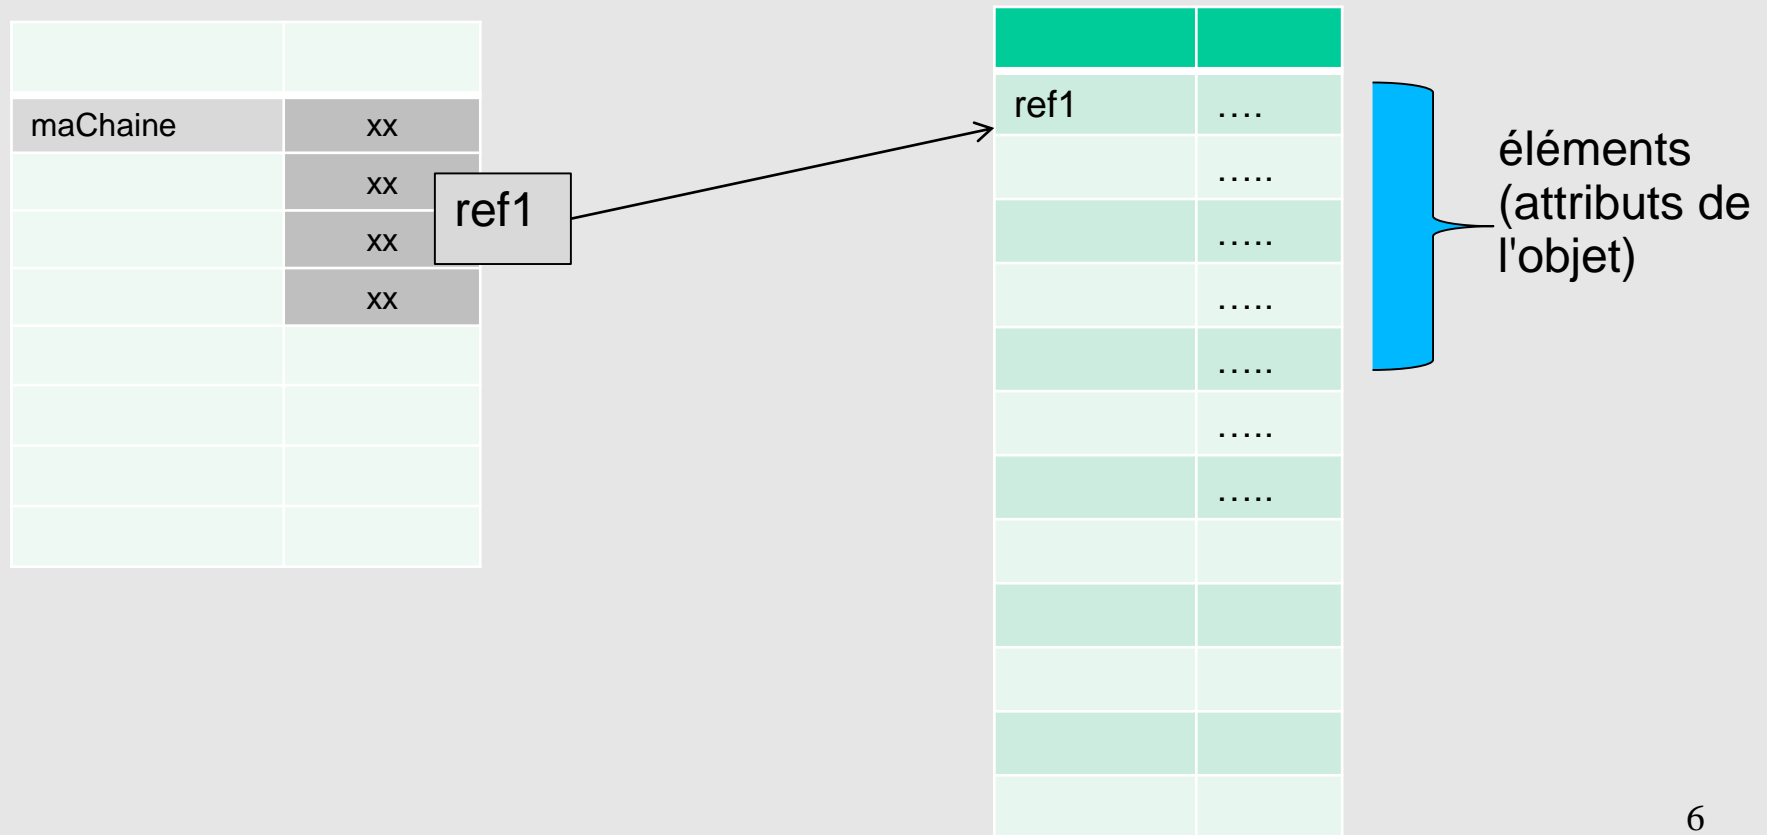 maChaine xx
xx
xx
xx
ref1
ref1 ....
.....
.....
.....
.....
.....
.....
éléments
(attributs de
l'objet)
6